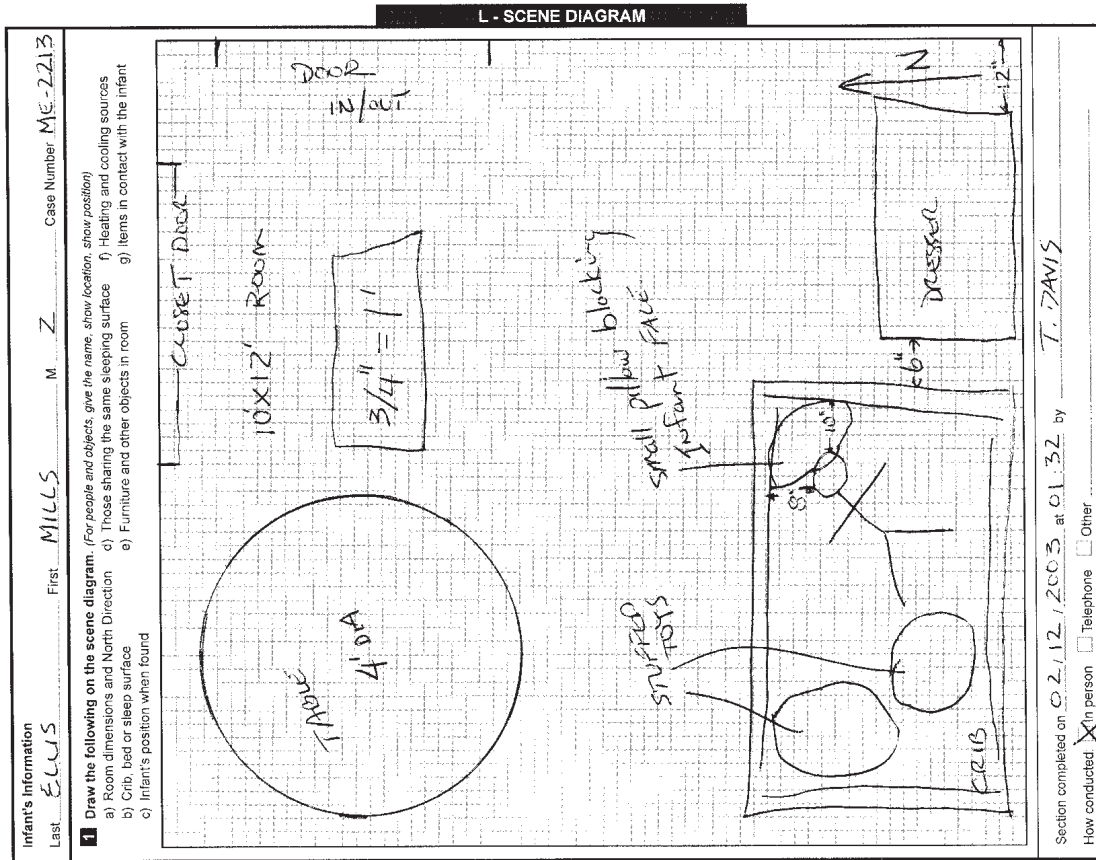 L - SCENE DIAGRAM
Infant's Information
Last ELLIS First MILLS M. Z Case Number ME-2213
1 Draw the following on the scene diagram. (For people and objects, give the name, show location, show position)
a) Room dimensions and North Direction
b) Crib, bed or sleep surface
c) Infant's position when found
d) Those sharing the same sleeping surface
e) Furniture and other objects in room
f) Heating and cooling sources
g) Items in contact with the infant
CLOSET DOOR
DOOR
IN/OUT
10'X12' ROOM
3/4" = 1'
TABLE
4' DIA
small pillow blocking
Infant FACE
STUFFED
TOYS
8"
10"
6"
CRIB
DRESSER
N
12"
Section completed on 02/12/2003 at 01:32 by T. DAVIS
How conducted: X In person Telephone Other